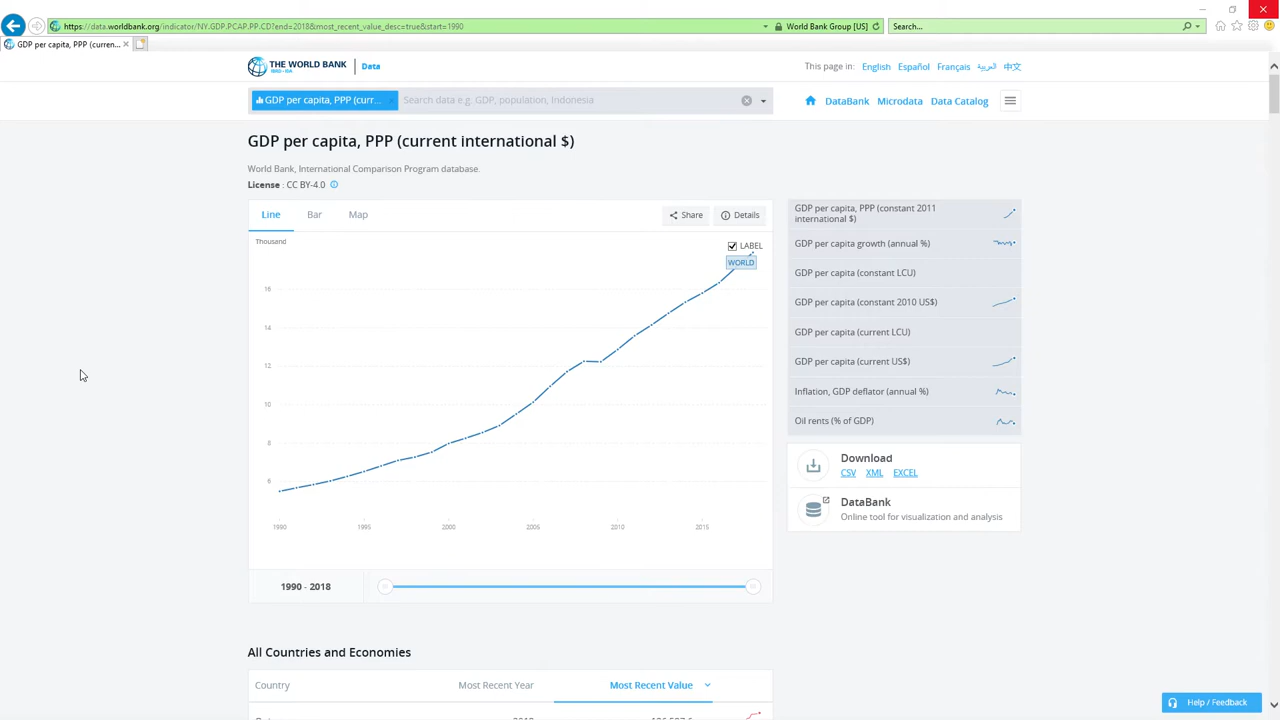 https://data.worldbank.org/indicator/NY.GDP.PCAP.PP.CD?end=2018&most_recent_value_desc=true&start=1990
World Bank Group [US]
Search...
GDP per capita, PPP (curren...
THE WORLD BANK
IBRD • IDA
Data
This page in: English Español Français العربية 中文
GDP per capita, PPP (curr...
Search data e.g. GDP, population, Indonesia
DataBank Microdata Data Catalog
GDP per capita, PPP (current international $)
World Bank, International Comparison Program database.
License : CC BY-4.0
Line Bar Map
Share
Details
Thousand
LABEL
WORLD
16
14
12
10
8
6
1990 1995 2000 2006 2010 2015
1990 - 2018
GDP per capita, PPP (constant 2011
international $)
GDP per capita growth (annual %)
GDP per capita (constant LCU)
GDP per capita (constant 2010 US$)
GDP per capita (current LCU)
GDP per capita (current US$)
Inflation, GDP deflator (annual %)
Oil rents (% of GDP)
Download
CSV XML EXCEL
DataBank
Online tool for visualization and analysis
All Countries and Economies
Country Most Recent Year Most Recent Value
Help / Feedback